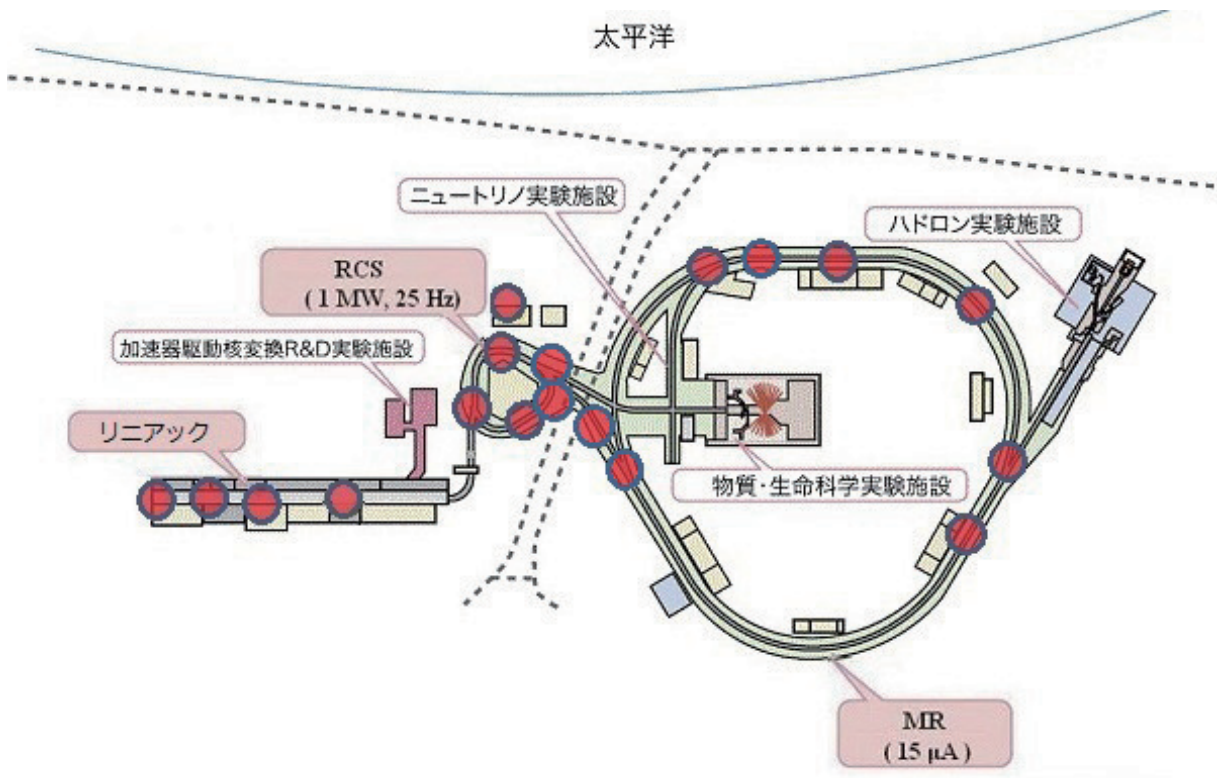 太平洋
ニュートリノ実験施設
ハドロン実験施設
RCS
( 1 MW, 25 Hz)
加速器駆動核変換R&D実験施設
リニアック
物質・生命科学実験施設
MR
( 15 μA )